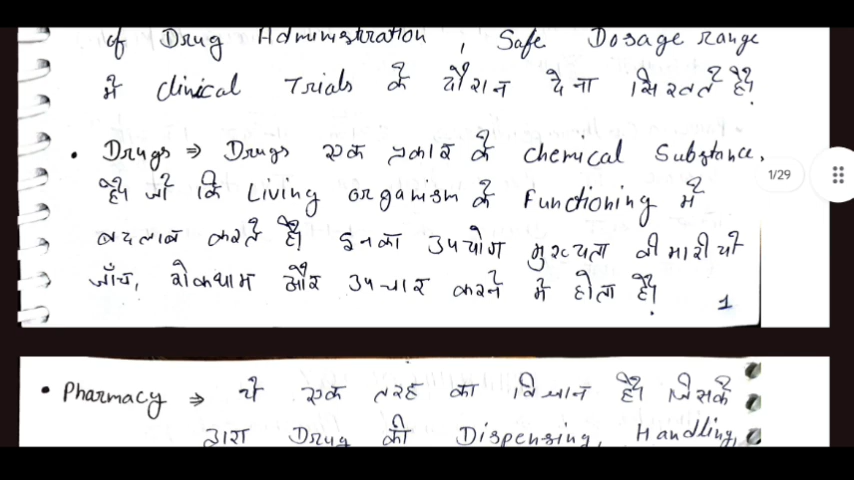 of Drug Administration, Safe Dosage range
में clinical Trials के दौरान देना सिखते है।
• Drugs ⇒ Drugs एक प्रकार के chemical Substance,
है। जो कि Living organism के Functioning में
बदलाव करते है। इनका उपयोग मुख्यता बीमारीयो
1/29
जाँच, रोकथाम और उपचार करने में होता है।
1
• Pharmacy ⇒ ये एक तरह का विज्ञान है। जिसके
द्वारा Drug की Dispensing, Handling,